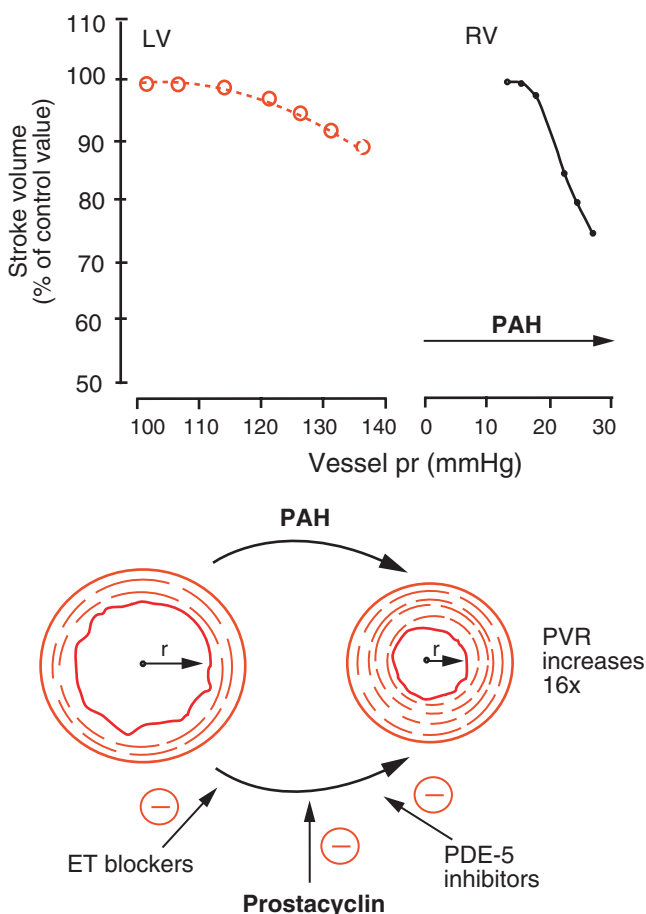 LV
RV
Stroke volume
(% of control value)
110
100
90
80
70
60
50
PAH
100 110 120 130 140
0 10 20 30
Vessel pr (mmHg)
PAH
r
r
PVR
increases
16x
ET blockers
PDE-5
inhibitors
Prostacyclin